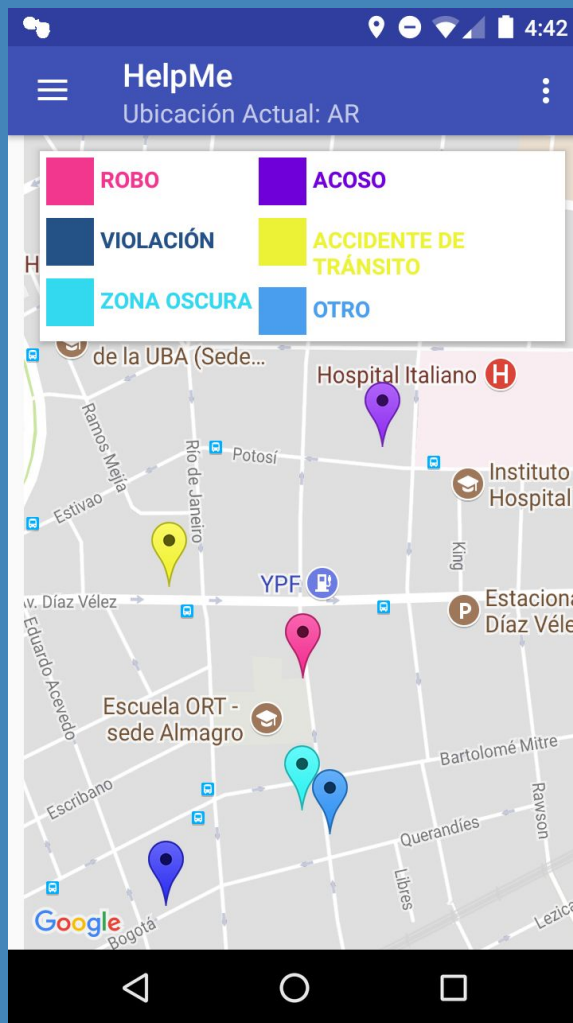 4:42
HelpMe
Ubicación Actual: AR
ROBO
ACOSO
VIOLACIÓN
ACCIDENTE DE
TRÁNSITO
ZONA OSCURA
OTRO
H
de la UBA (Sede...
Hospital Italiano H
Ramos Mejía
Río de Janeiro
Potosí
Instituto
Hospital
Estivao
King
YPF
v. Díaz Vélez
P
Estaciona
Díaz Véle
Eduardo Acevedo
Escuela ORT -
sede Almagro
Bartolomé Mitre
Escribano
Rawson
Querandíes
Libres
Lezica
Google
Bogotá